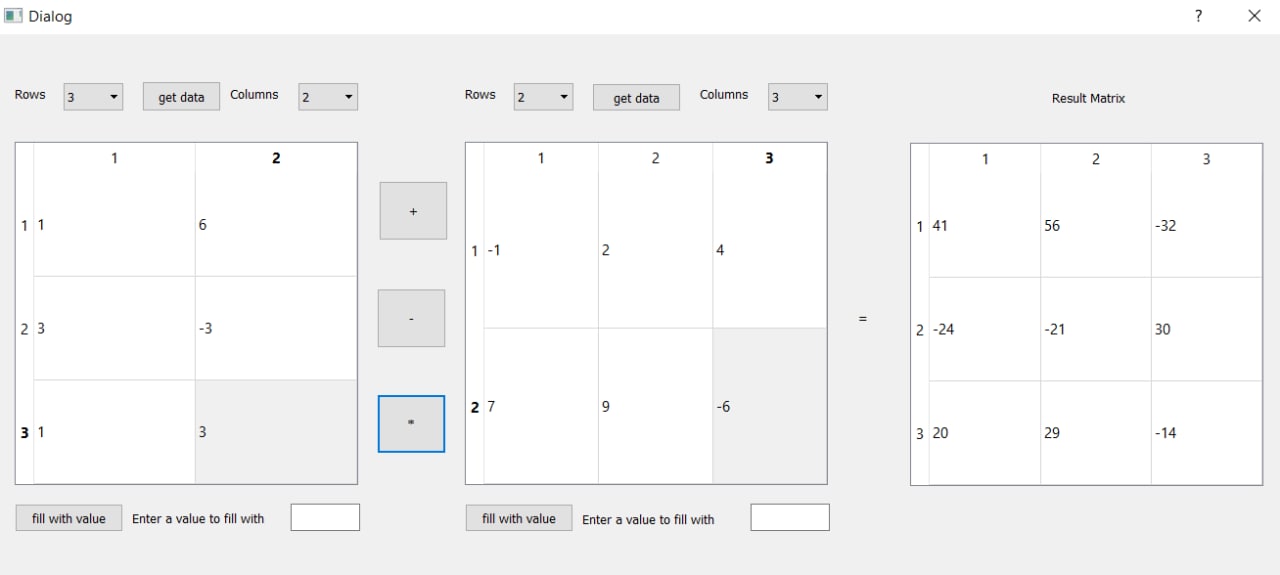 Dialog
?
Rows 3 get data Columns 2
Rows 2 get data Columns 3
Result Matrix
1 2
1 1 6
2 3 -3
3 1 3
+
-
*
1 2 3
1 -1 2 4
2 7 9 -6
=
1 2 3
1 41 56 -32
2 -24 -21 30
3 20 29 -14
fill with value Enter a value to fill with
fill with value Enter a value to fill with